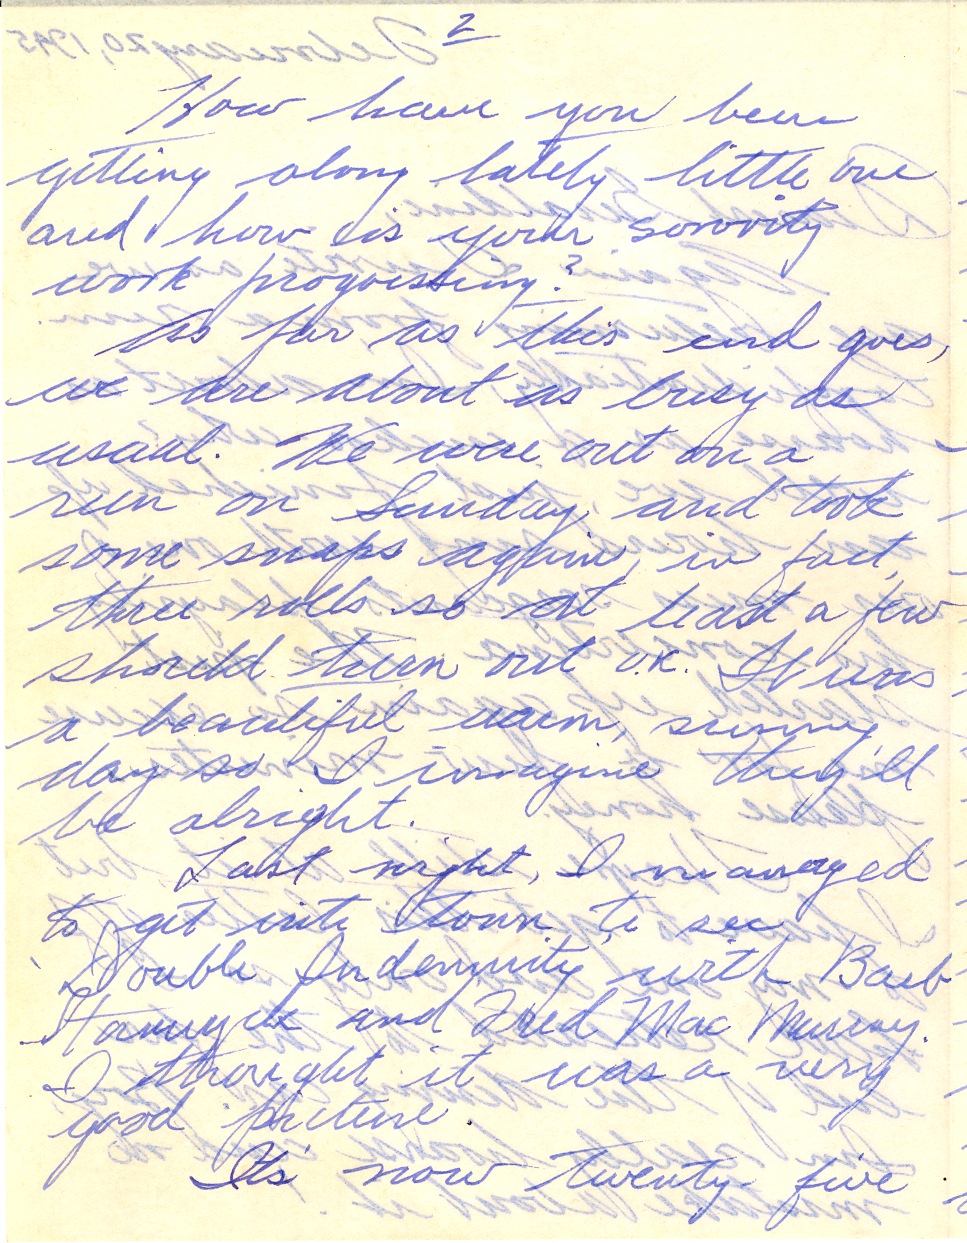 2
How have you been
getting along lately little one
and how is your sorority
work progressing?
As far as this end goes,
we are about as busy as
usual. We were out on a
run on Sunday, and took
some snaps again, in fact,
three rolls so at least a few
should turn out o.k. It was
a beautiful warm, sunny
day so I imagine they'll
be alright.
Last night, I managed
to get into town to see
"Double Indemnity with Barb
Stanwyck and Fred Mac Murray.
I thought it was a very
good picture.
It's now twenty five